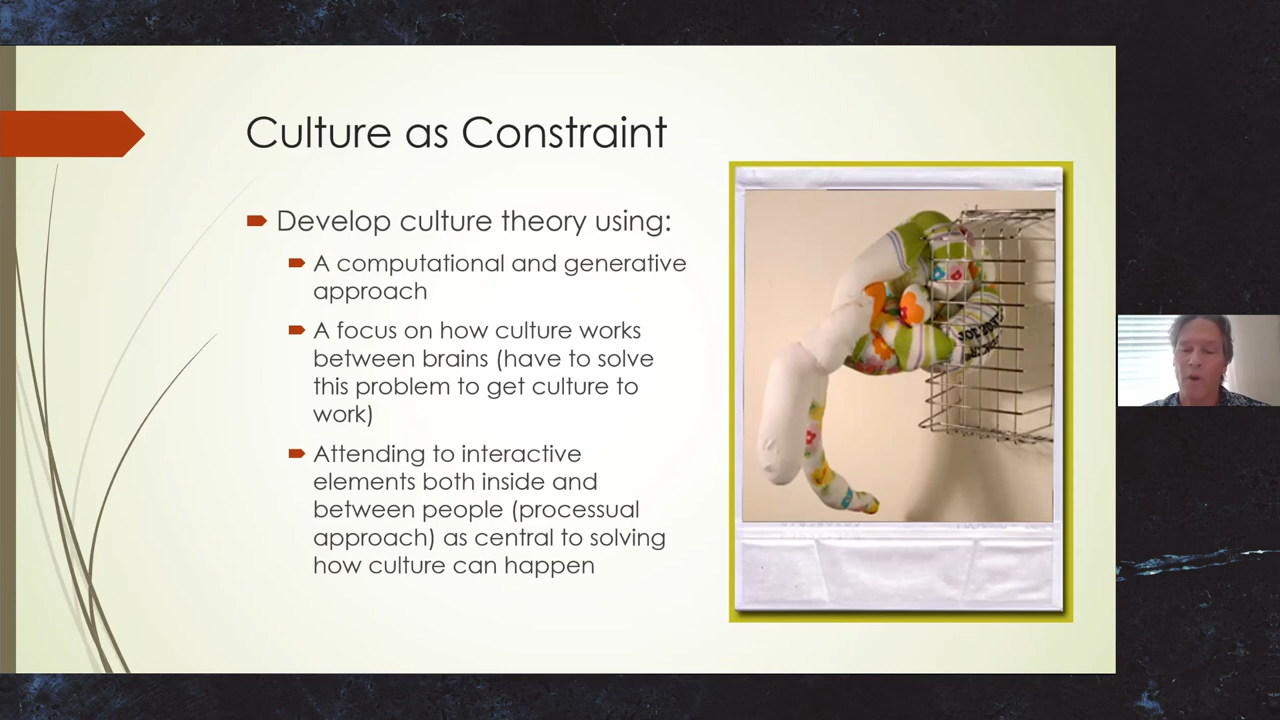 Culture as Constraint
Develop culture theory using:
A computational and generative
approach
A focus on how culture works
between brains (have to solve
this problem to get culture to
work)
Attending to interactive
elements both inside and
between people (processual
approach) as central to solving
how culture can happen